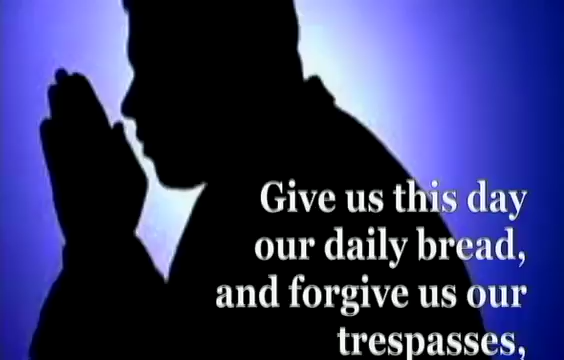 Give us this day
our daily bread,
and forgive us our
trespasses,